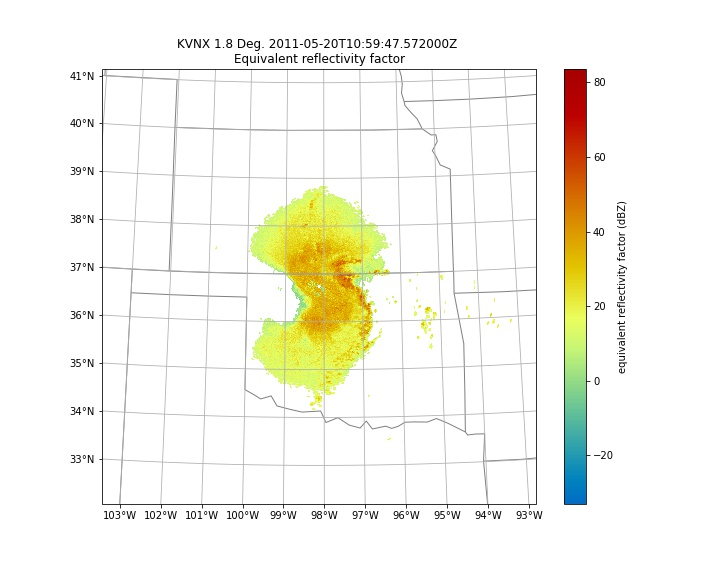 KVNX 1.8 Deg. 2011-05-20T10:59:47.572000Z
Equivalent reflectivity factor
41°N
40°N
39°N
38°N
37°N
36°N
35°N
34°N
33°N
103°W 102°W 101°W 100°W 99°W 98°W 97°W 96°W 95°W 94°W 93°W
80
60
40
20
0
−20
equivalent reflectivity factor (dBZ)